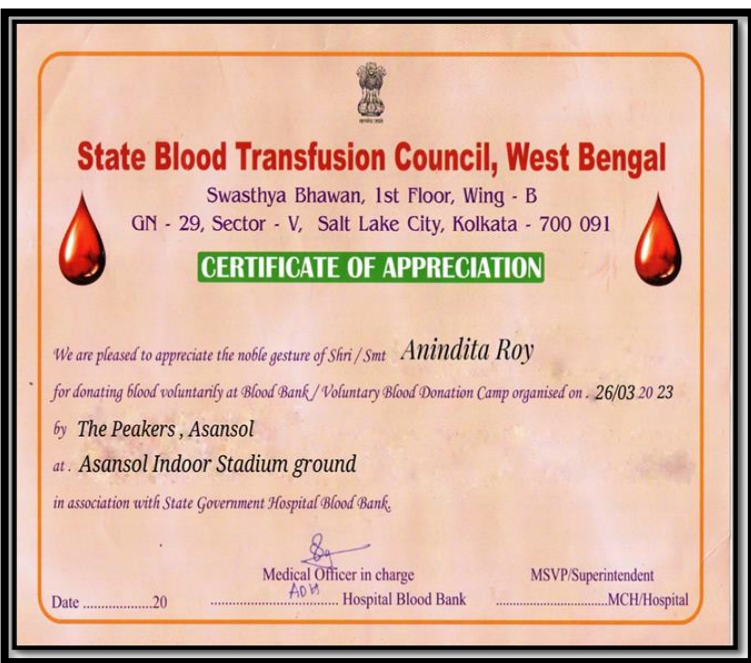 State Blood Transfusion Council, West Bengal
Swasthya Bhawan, 1st Floor, Wing - B
GN - 29, Sector - V, Salt Lake City, Kolkata - 700 091
CERTIFICATE OF APPRECIATION
We are pleased to appreciate the noble gesture of Shri / Smt Anindita Roy
for donating blood voluntarily at Blood Bank / Voluntary Blood Donation Camp organised on . 26/03 20 23
by The Peakers , Asansol
at . Asansol Indoor Stadium ground
in association with State Government Hospital Blood Bank.
Medical Officer in charge MSVP/Superintendent
Date ..............20 ADH Hospital Blood Bank ..............................MCH/Hospital